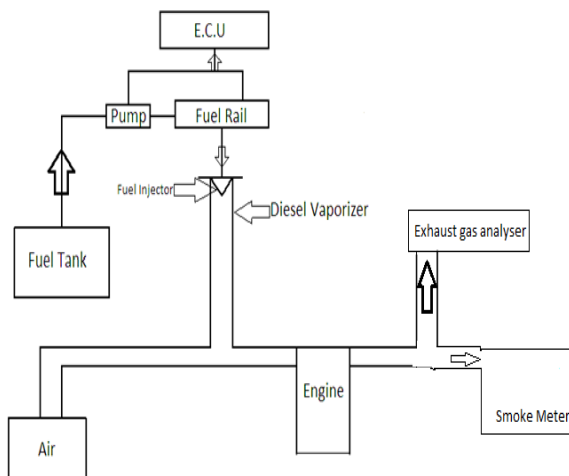 E.C.U
Pump
Fuel Rail
Fuel Injector
Diesel Vaporizer
Fuel Tank
Exhaust gas analyser
Engine
Smoke Meter
Air